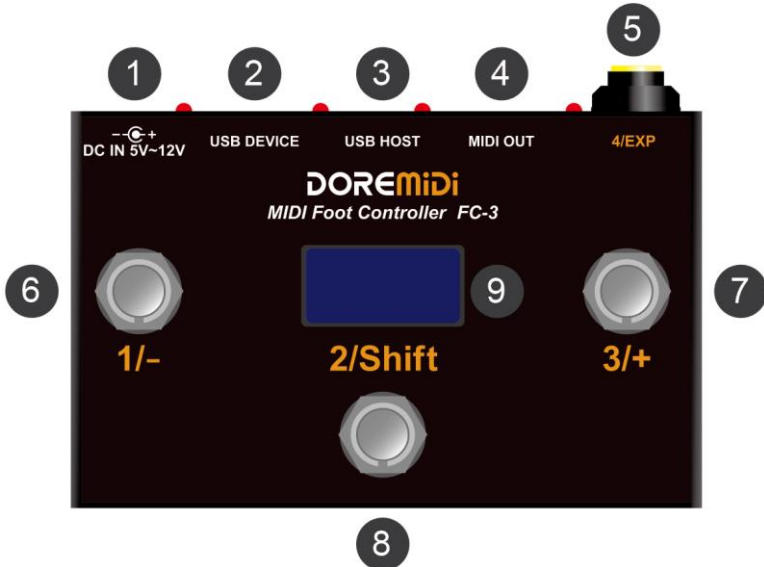 5
1 2 3 4
DC IN 5V~12V USB DEVICE USB HOST MIDI OUT 4/EXP
DOREMiDi
MIDI Foot Controller FC-3
6 9 7
1/- 2/Shift 3/+
8